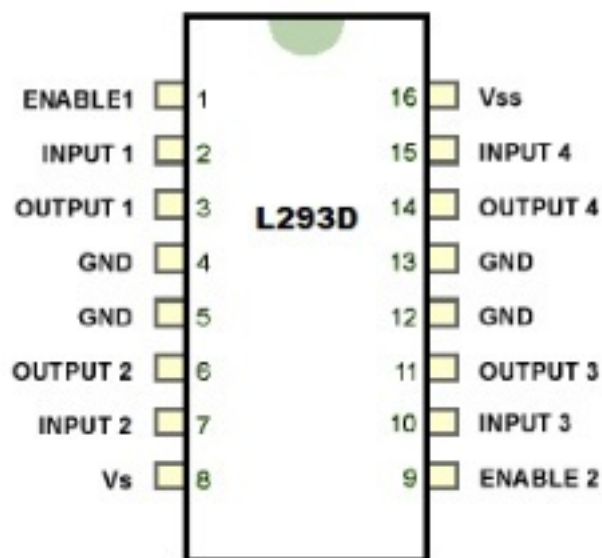 ENABLE1 1 16 Vss
INPUT 1 2 15 INPUT 4
OUTPUT 1 3 L293D 14 OUTPUT 4
GND 4 13 GND
GND 5 12 GND
OUTPUT 2 6 11 OUTPUT 3
INPUT 2 7 10 INPUT 3
Vs 8 9 ENABLE 2